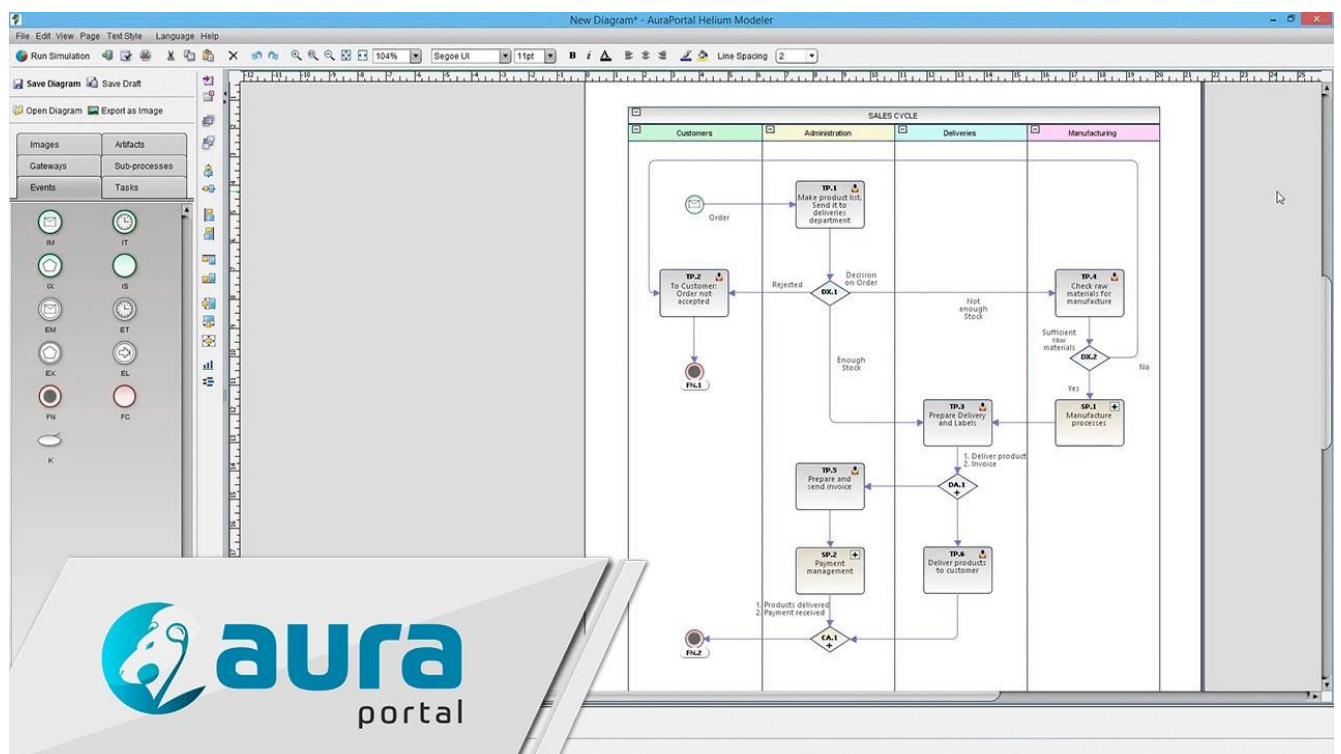 New Diagram* - AuraPortal Helium Modeler
File Edit View Page Text Style Language Help
Run Simulation 104% Segoe UI 11pt B i A Line Spacing 2
Save Diagram Save Draft
Open Diagram Export as Image
Images Artifacts
Gateways Sub-processes
Events Tasks
IM IT
IX IS
EM ET
EX EL
FN FC
K
SALES CYCLE
Customers Administration Deliveries Manufacturing
Order
TP.1
Make product list.
Send it to
deliveries
department
TP.2
To Customer:
Order not
accepted
Rejected
DX.1
Decision
on Order
Not
enough
Stock
TP.4
Check raw
materials for
manufacture
Sufficient
raw
materials
DX.2
No
Yes
FN.1
Enough
Stock
TP.3
Prepare Delivery
and Labels
SP.1
Manufacture
processes
1. Deliver product
2. Invoice
DA.1
TP.5
Prepare and
send invoice
SP.2
Payment
management
TP.6
Deliver products
to customer
1. Products delivered
2. Payment received
CA.1
FN.2
aura
portal